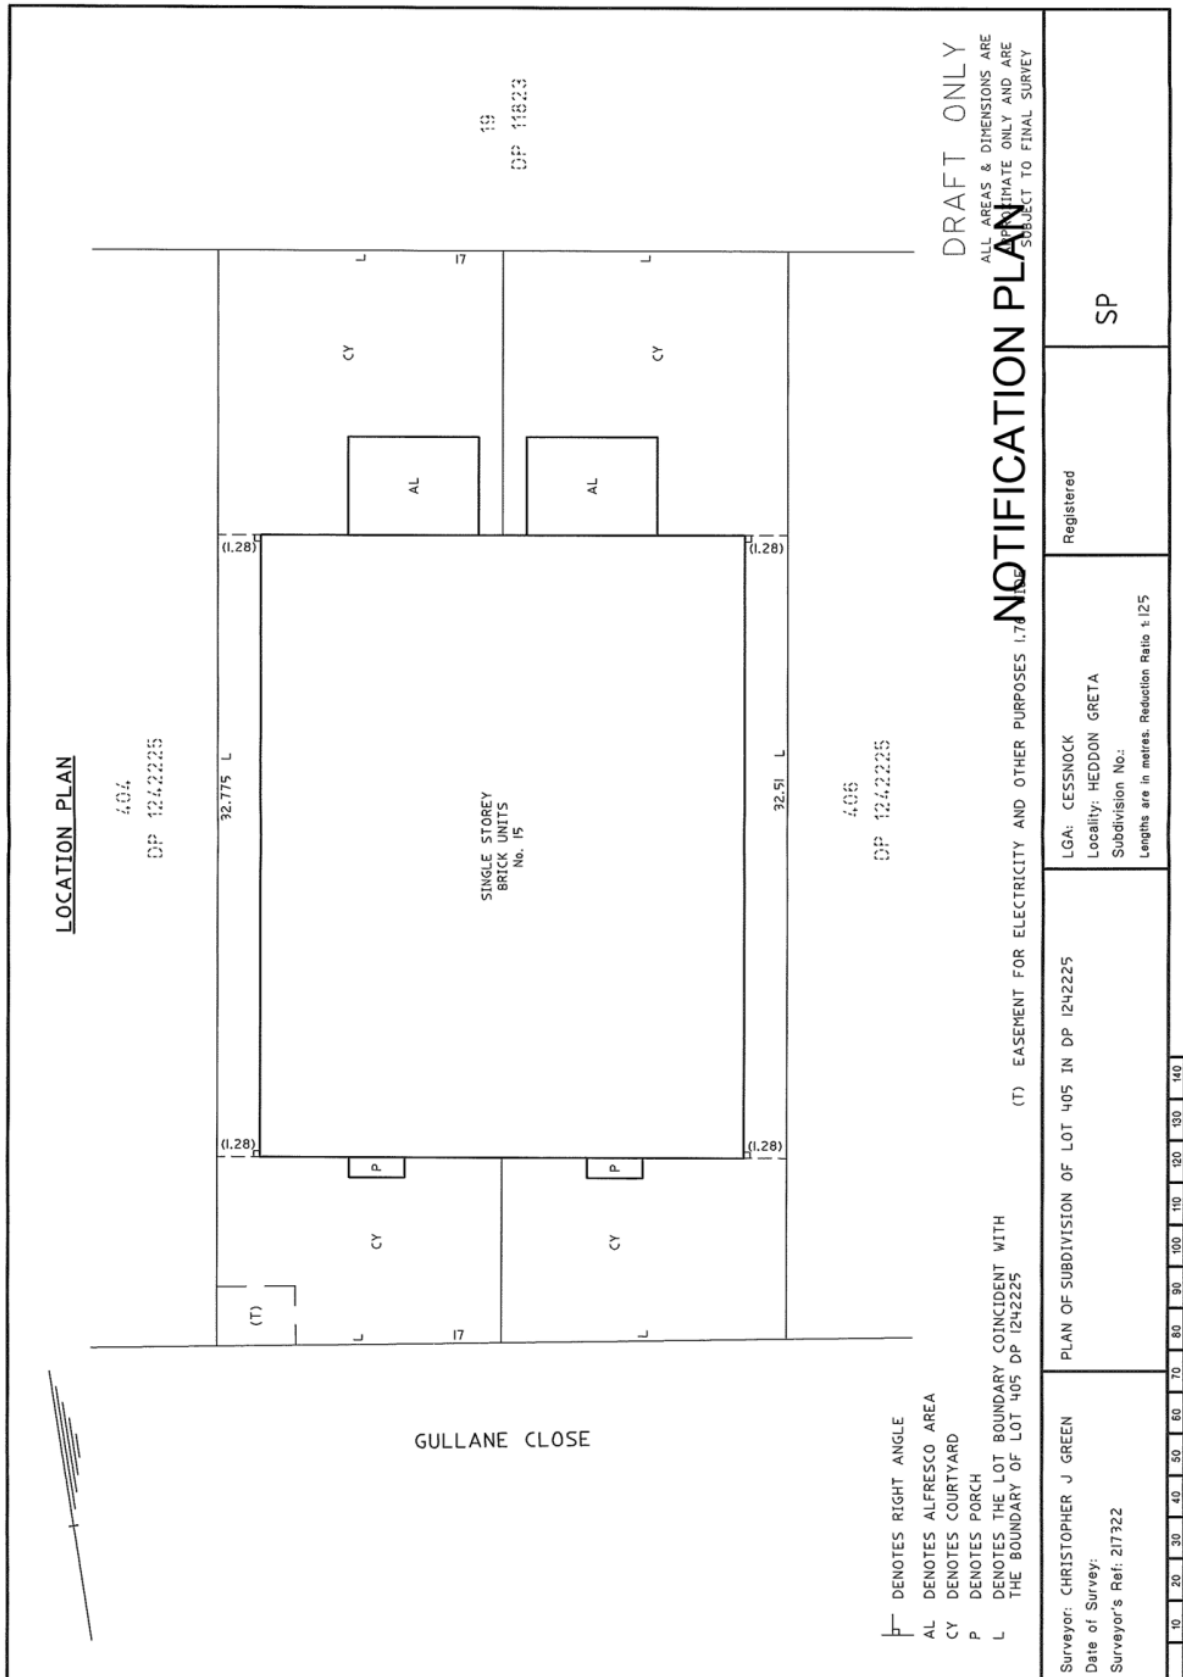 LOCATION PLAN
404
DP 1242225
32.775 L
(1.28)
(1.28)
(T)
L
17
CY
P
SINGLE STOREY
BRICK UNITS
No. 15
AL
CY
L
17
19
DP 11823
CY
P
AL
CY
L
L
(1.28)
(1.28)
32.51 L
406
DP 1242225
GULLANE CLOSE
DENOTES RIGHT ANGLE
AL DENOTES ALFRESCO AREA
CY DENOTES COURTYARD
P DENOTES PORCH
L DENOTES THE LOT BOUNDARY COINCIDENT WITH
THE BOUNDARY OF LOT 405 DP 1242225
(T) EASEMENT FOR ELECTRICITY AND OTHER PURPOSES 1.76 WIDE
DRAFT ONLY
ALL AREAS & DIMENSIONS ARE
APPROXIMATE ONLY AND ARE
SUBJECT TO FINAL SURVEY
NOTIFICATION PLAN
Surveyor: CHRISTOPHER J GREEN
Date of Survey:
Surveyor's Ref: 217322
PLAN OF SUBDIVISION OF LOT 405 IN DP 1242225
LGA: CESSNOCK
Locality: HEDDON GRETA
Subdivision No.:
Lengths are in metres. Reduction Ratio 1: 125
Registered
SP
10 20 30 40 50 60 70 80 90 100 110 120 130 140